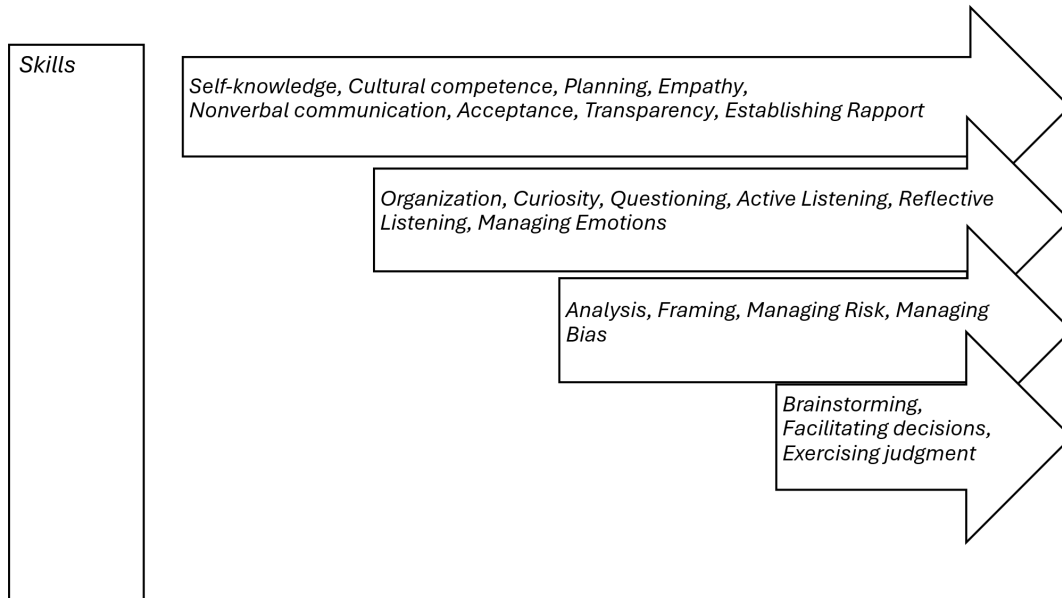 Skills
Self-knowledge, Cultural competence, Planning, Empathy,
Nonverbal communication, Acceptance, Transparency, Establishing Rapport
Organization, Curiosity, Questioning, Active Listening, Reflective
Listening, Managing Emotions
Analysis, Framing, Managing Risk, Managing
Bias
Brainstorming,
Facilitating decisions,
Exercising judgment